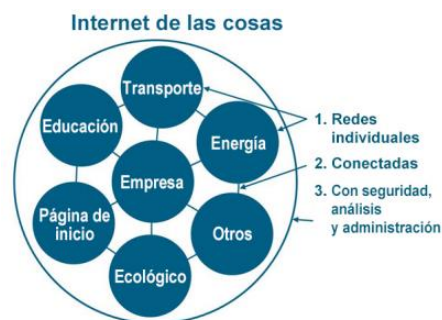 Internet de las cosas
Transporte
Educación
Energía
Empresa
Página de
inicio
Otros
Ecológico
1. Redes
individuales
2. Conectadas
3. Con seguridad,
análisis
y administración